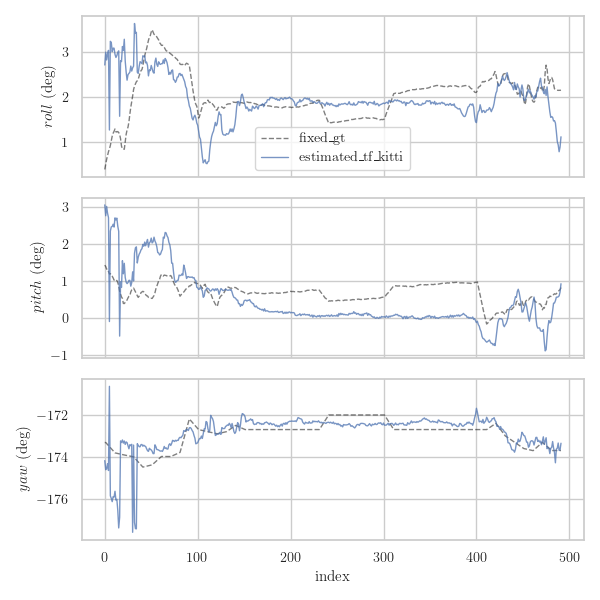 roll (deg)
3
2
1
fixed_gt
estimated_tf_kitti
pitch (deg)
3
2
1
0
−1
yaw (deg)
−172
−174
−176
0
100
200
300
400
500
index